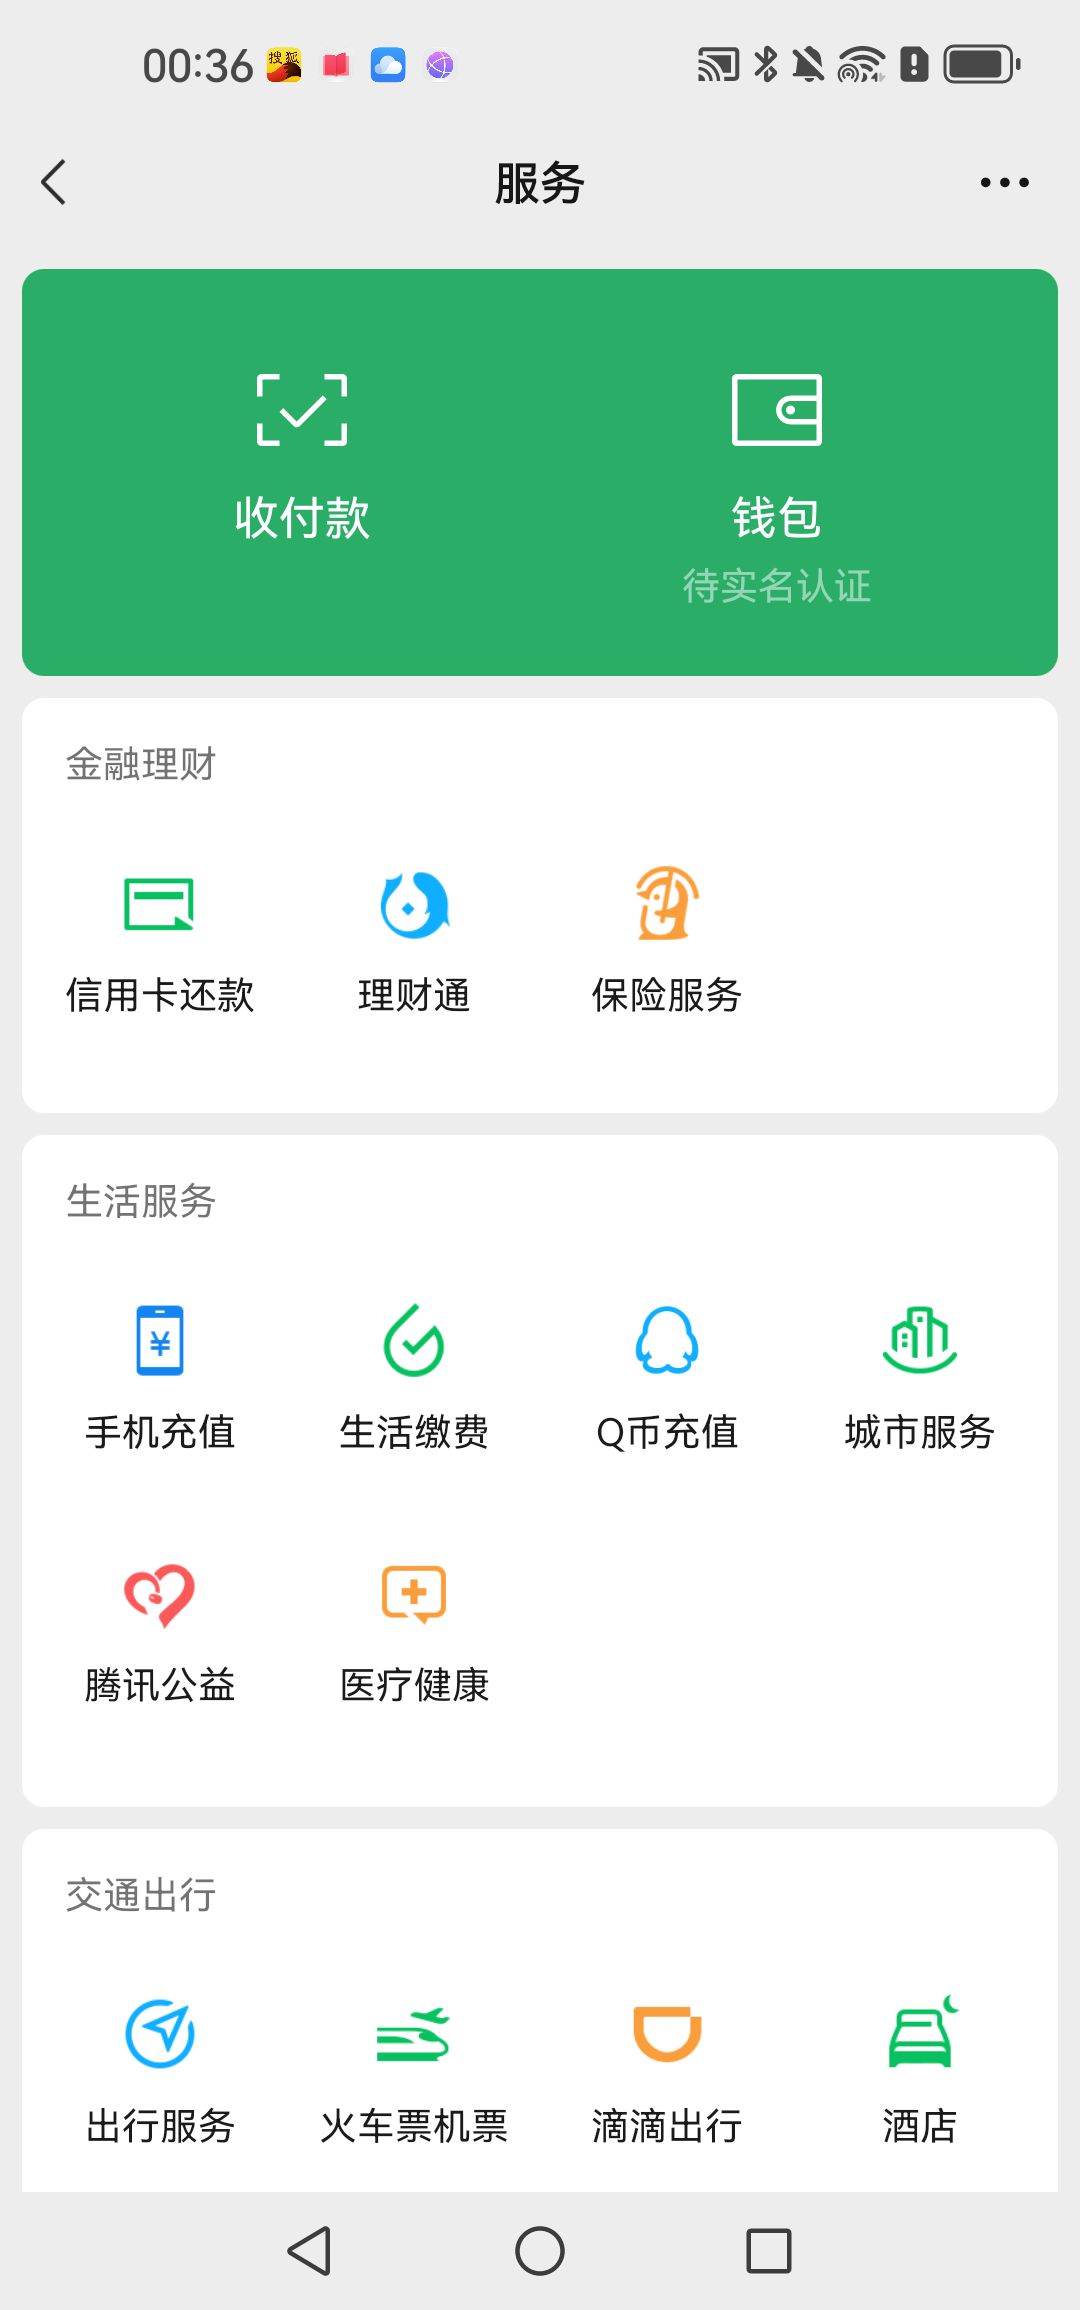 00:36 搜狐
服务
收付款 钱包
待实名认证
金融理财
信用卡还款 理财通 保险服务
生活服务
手机充值 生活缴费 Q币充值 城市服务
腾讯公益 医疗健康
交通出行
出行服务 火车票机票 滴滴出行 酒店